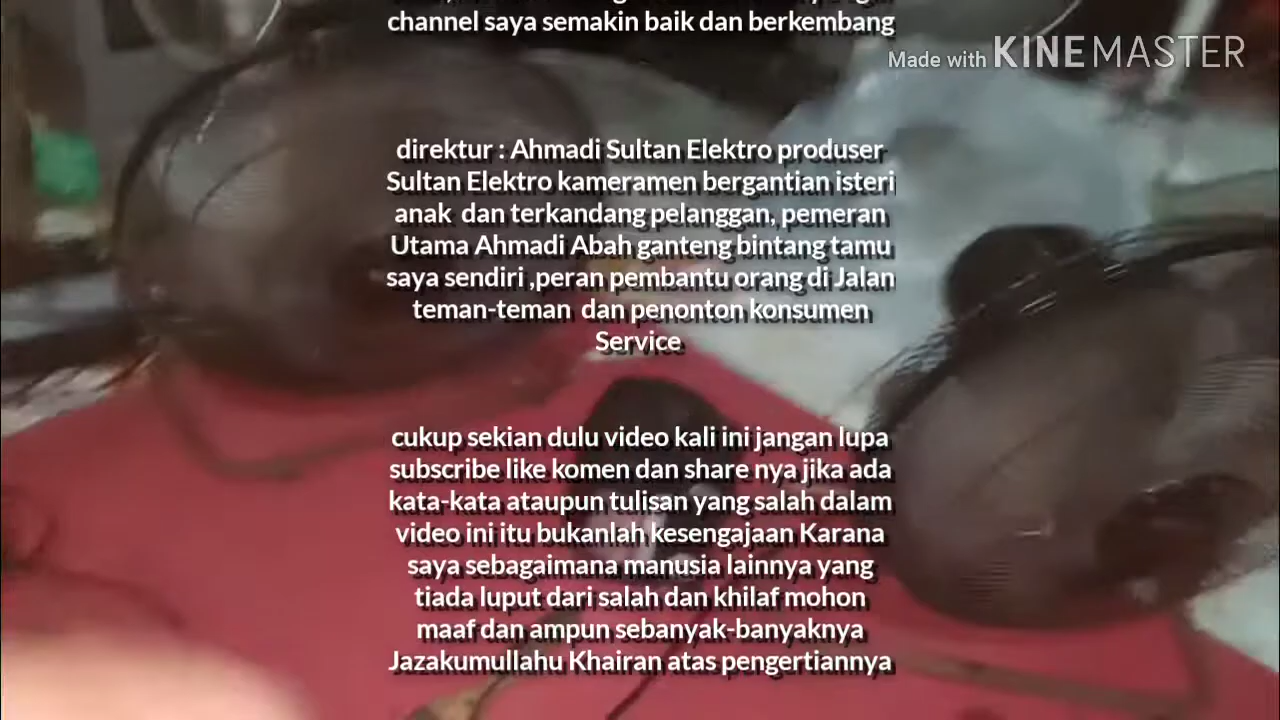 channel saya semakin baik dan berkembang
Made with KINEMASTER
direktur : Ahmadi Sultan Elektro produser
Sultan Elektro kameramen bergantian isteri
anak dan terkandang pelanggan, pemeran
Utama Ahmadi Abah ganteng bintang tamu
saya sendiri ,peran pembantu orang di Jalan
teman-teman dan penonton konsumen
Service
cukup sekian dulu video kali ini jangan lupa
subscribe like komen dan share nya jika ada
kata-kata ataupun tulisan yang salah dalam
video ini itu bukanlah kesengajaan Karana
saya sebagaimana manusia lainnya yang
tiada luput dari salah dan khilaf mohon
maaf dan ampun sebanyak-banyaknya
Jazakumullahu Khairan atas pengertiannya